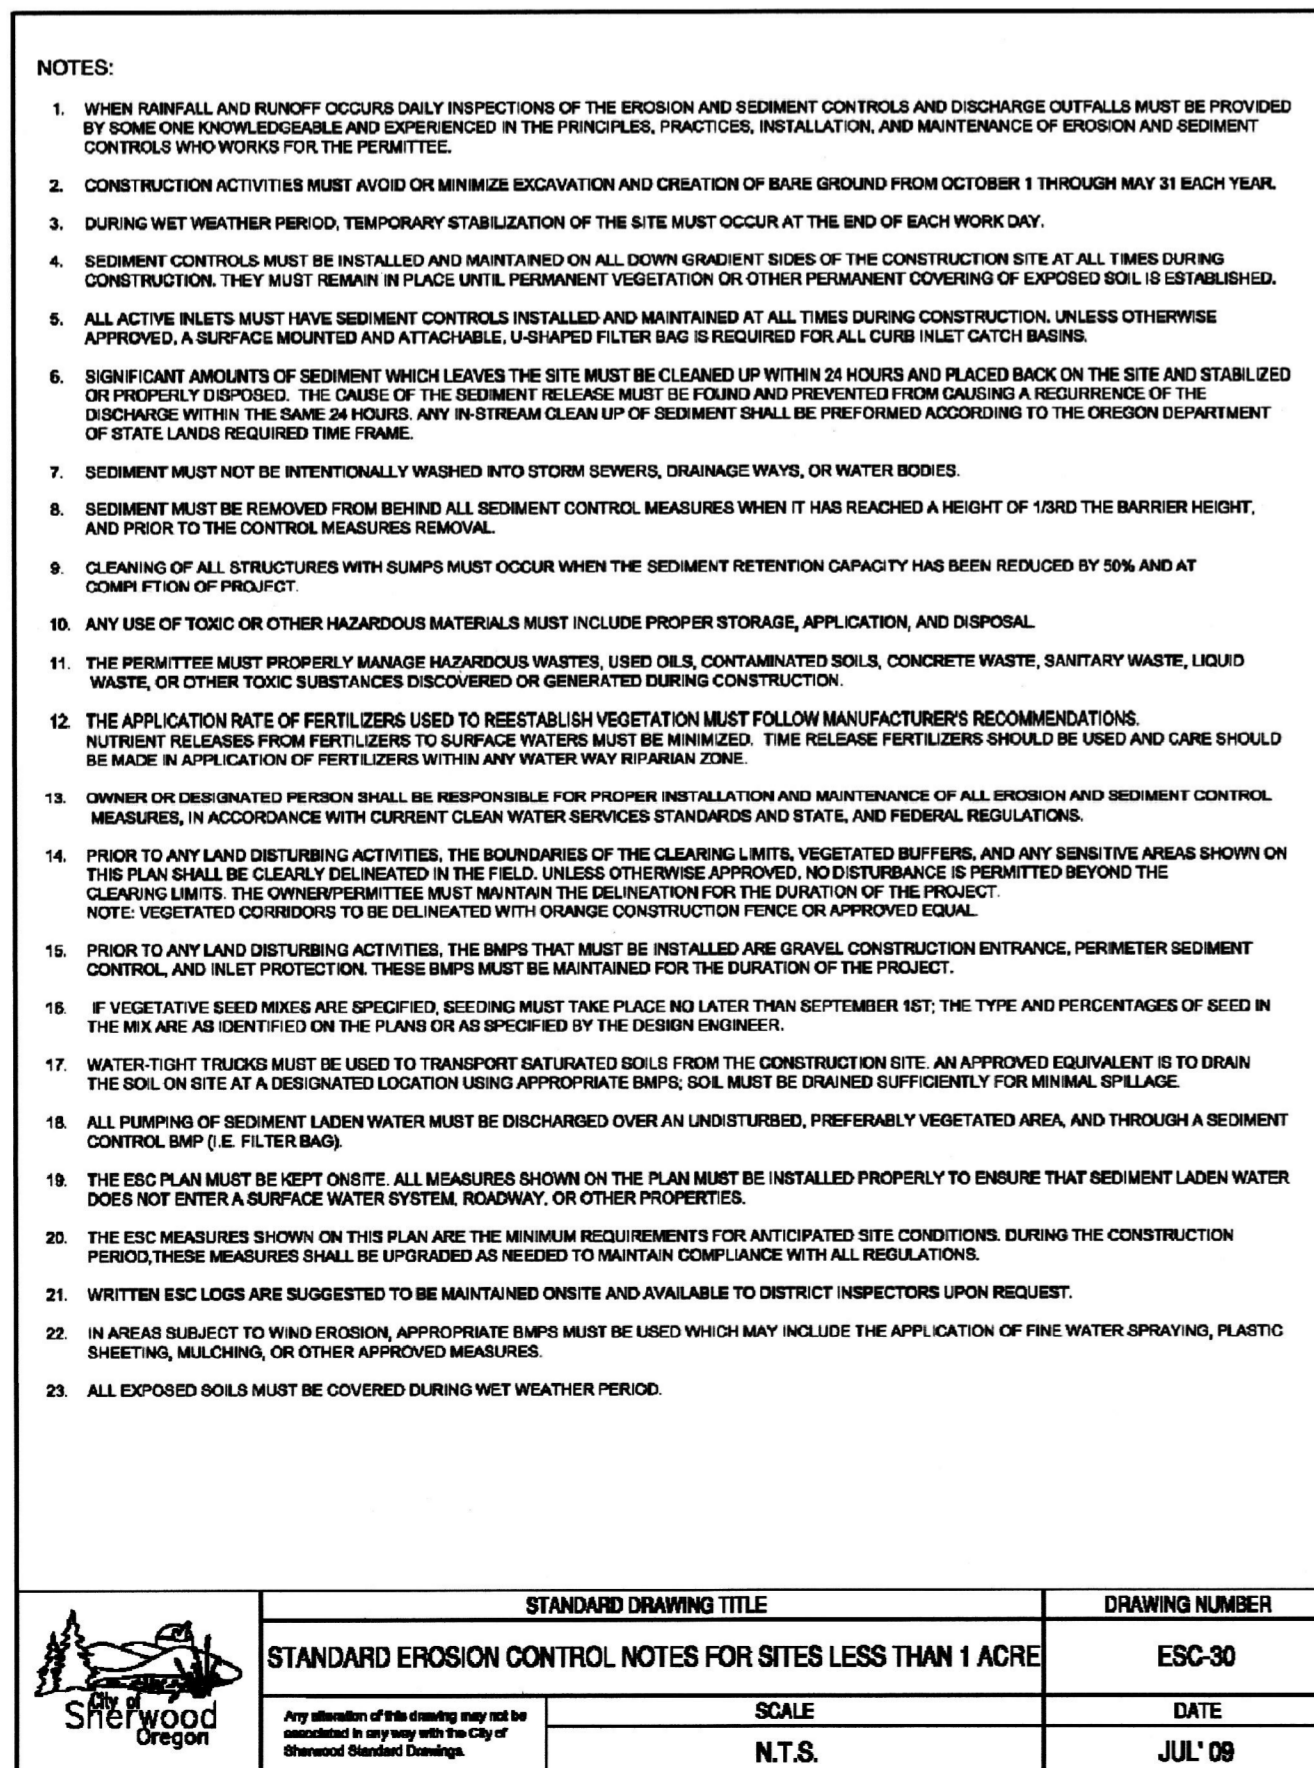 NOTES:
1. WHEN RAINFALL AND RUNOFF OCCURS DAILY INSPECTIONS OF THE EROSION AND SEDIMENT CONTROLS AND DISCHARGE OUTFALLS MUST BE PROVIDED
BY SOME ONE KNOWLEDGEABLE AND EXPERIENCED IN THE PRINCIPLES, PRACTICES, INSTALLATION, AND MAINTENANCE OF EROSION AND SEDIMENT
CONTROLS WHO WORKS FOR THE PERMITTEE.
2. CONSTRUCTION ACTIVITIES MUST AVOID OR MINIMIZE EXCAVATION AND CREATION OF BARE GROUND FROM OCTOBER 1 THROUGH MAY 31 EACH YEAR.
3. DURING WET WEATHER PERIOD, TEMPORARY STABILIZATION OF THE SITE MUST OCCUR AT THE END OF EACH WORK DAY.
4. SEDIMENT CONTROLS MUST BE INSTALLED AND MAINTAINED ON ALL DOWN GRADIENT SIDES OF THE CONSTRUCTION SITE AT ALL TIMES DURING
CONSTRUCTION. THEY MUST REMAIN IN PLACE UNTIL PERMANENT VEGETATION OR OTHER PERMANENT COVERING OF EXPOSED SOIL IS ESTABLISHED.
5. ALL ACTIVE INLETS MUST HAVE SEDIMENT CONTROLS INSTALLED AND MAINTAINED AT ALL TIMES DURING CONSTRUCTION. UNLESS OTHERWISE
APPROVED, A SURFACE MOUNTED AND ATTACHABLE, U-SHAPED FILTER BAG IS REQUIRED FOR ALL CURB INLET CATCH BASINS.
6. SIGNIFICANT AMOUNTS OF SEDIMENT WHICH LEAVES THE SITE MUST BE CLEANED UP WITHIN 24 HOURS AND PLACED BACK ON THE SITE AND STABILIZED
OR PROPERLY DISPOSED. THE CAUSE OF THE SEDIMENT RELEASE MUST BE FOUND AND PREVENTED FROM CAUSING A RECURRENCE OF THE
DISCHARGE WITHIN THE SAME 24 HOURS. ANY IN-STREAM CLEAN UP OF SEDIMENT SHALL BE PREFORMED ACCORDING TO THE OREGON DEPARTMENT
OF STATE LANDS REQUIRED TIME FRAME.
7. SEDIMENT MUST NOT BE INTENTIONALLY WASHED INTO STORM SEWERS, DRAINAGE WAYS, OR WATER BODIES.
8. SEDIMENT MUST BE REMOVED FROM BEHIND ALL SEDIMENT CONTROL MEASURES WHEN IT HAS REACHED A HEIGHT OF 1/3RD THE BARRIER HEIGHT,
AND PRIOR TO THE CONTROL MEASURES REMOVAL.
9. CLEANING OF ALL STRUCTURES WITH SUMPS MUST OCCUR WHEN THE SEDIMENT RETENTION CAPACITY HAS BEEN REDUCED BY 50% AND AT
COMPLETION OF PROJECT.
10. ANY USE OF TOXIC OR OTHER HAZARDOUS MATERIALS MUST INCLUDE PROPER STORAGE, APPLICATION, AND DISPOSAL.
11. THE PERMITTEE MUST PROPERLY MANAGE HAZARDOUS WASTES, USED OILS, CONTAMINATED SOILS, CONCRETE WASTE, SANITARY WASTE, LIQUID
WASTE, OR OTHER TOXIC SUBSTANCES DISCOVERED OR GENERATED DURING CONSTRUCTION.
12. THE APPLICATION RATE OF FERTILIZERS USED TO REESTABLISH VEGETATION MUST FOLLOW MANUFACTURER'S RECOMMENDATIONS.
NUTRIENT RELEASES FROM FERTILIZERS TO SURFACE WATERS MUST BE MINIMIZED. TIME RELEASE FERTILIZERS SHOULD BE USED AND CARE SHOULD
BE MADE IN APPLICATION OF FERTILIZERS WITHIN ANY WATER WAY RIPARIAN ZONE.
13. OWNER OR DESIGNATED PERSON SHALL BE RESPONSIBLE FOR PROPER INSTALLATION AND MAINTENANCE OF ALL EROSION AND SEDIMENT CONTROL
MEASURES, IN ACCORDANCE WITH CURRENT CLEAN WATER SERVICES STANDARDS AND STATE, AND FEDERAL REGULATIONS.
14. PRIOR TO ANY LAND DISTURBING ACTIVITIES, THE BOUNDARIES OF THE CLEARING LIMITS, VEGETATED BUFFERS, AND ANY SENSITIVE AREAS SHOWN ON
THIS PLAN SHALL BE CLEARLY DELINEATED IN THE FIELD. UNLESS OTHERWISE APPROVED, NO DISTURBANCE IS PERMITTED BEYOND THE
CLEARING LIMITS. THE OWNER/PERMITTEE MUST MAINTAIN THE DELINEATION FOR THE DURATION OF THE PROJECT.
NOTE: VEGETATED CORRIDORS TO BE DELINEATED WITH ORANGE CONSTRUCTION FENCE OR APPROVED EQUAL.
15. PRIOR TO ANY LAND DISTURBING ACTIVITIES, THE BMPS THAT MUST BE INSTALLED ARE GRAVEL CONSTRUCTION ENTRANCE, PERIMETER SEDIMENT
CONTROL, AND INLET PROTECTION. THESE BMPS MUST BE MAINTAINED FOR THE DURATION OF THE PROJECT.
16. IF VEGETATIVE SEED MIXES ARE SPECIFIED, SEEDING MUST TAKE PLACE NO LATER THAN SEPTEMBER 1ST; THE TYPE AND PERCENTAGES OF SEED IN
THE MIX ARE AS IDENTIFIED ON THE PLANS OR AS SPECIFIED BY THE DESIGN ENGINEER.
17. WATER-TIGHT TRUCKS MUST BE USED TO TRANSPORT SATURATED SOILS FROM THE CONSTRUCTION SITE. AN APPROVED EQUIVALENT IS TO DRAIN
THE SOIL ON SITE AT A DESIGNATED LOCATION USING APPROPRIATE BMPS; SOIL MUST BE DRAINED SUFFICIENTLY FOR MINIMAL SPILLAGE.
18. ALL PUMPING OF SEDIMENT LADEN WATER MUST BE DISCHARGED OVER AN UNDISTURBED, PREFERABLY VEGETATED AREA, AND THROUGH A SEDIMENT
CONTROL BMP (I.E. FILTER BAG).
19. THE ESC PLAN MUST BE KEPT ONSITE. ALL MEASURES SHOWN ON THE PLAN MUST BE INSTALLED PROPERLY TO ENSURE THAT SEDIMENT LADEN WATER
DOES NOT ENTER A SURFACE WATER SYSTEM, ROADWAY, OR OTHER PROPERTIES.
20. THE ESC MEASURES SHOWN ON THIS PLAN ARE THE MINIMUM REQUIREMENTS FOR ANTICIPATED SITE CONDITIONS. DURING THE CONSTRUCTION
PERIOD,THESE MEASURES SHALL BE UPGRADED AS NEEDED TO MAINTAIN COMPLIANCE WITH ALL REGULATIONS.
21. WRITTEN ESC LOGS ARE SUGGESTED TO BE MAINTAINED ONSITE AND AVAILABLE TO DISTRICT INSPECTORS UPON REQUEST.
22. IN AREAS SUBJECT TO WIND EROSION, APPROPRIATE BMPS MUST BE USED WHICH MAY INCLUDE THE APPLICATION OF FINE WATER SPRAYING, PLASTIC
SHEETING, MULCHING, OR OTHER APPROVED MEASURES.
23. ALL EXPOSED SOILS MUST BE COVERED DURING WET WEATHER PERIOD.
City of
Sherwood
Oregon
STANDARD DRAWING TITLE
STANDARD EROSION CONTROL NOTES FOR SITES LESS THAN 1 ACRE
DRAWING NUMBER
ESC-30
Any alteration of this drawing may not be
associated in any way with the City of
Sherwood Standard Drawings.
SCALE
N.T.S.
DATE
JUL' 09